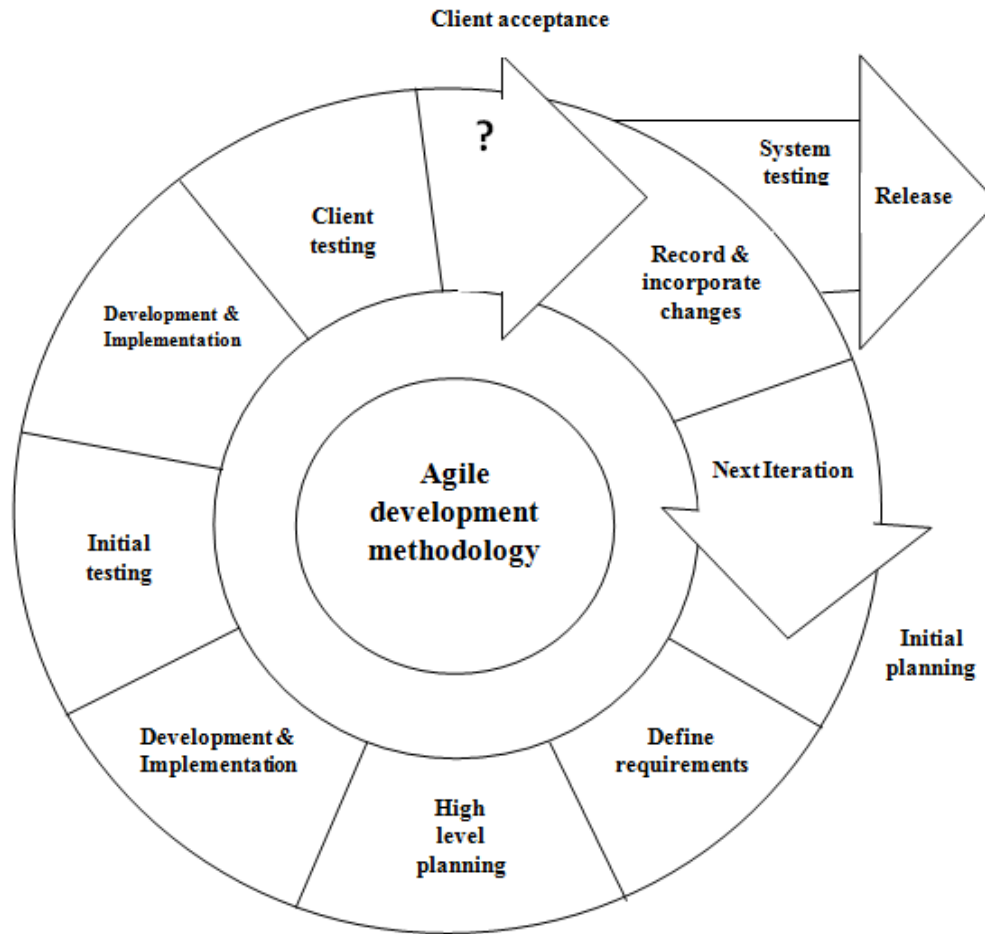 Client acceptance
?
System
testing
Release
Client
testing
Record &
incorporate
changes
Development &
Implementation
Next Iteration
Agile
development
methodology
Initial
testing
Initial
planning
Development &
Implementation
Define
requirements
High
level
planning